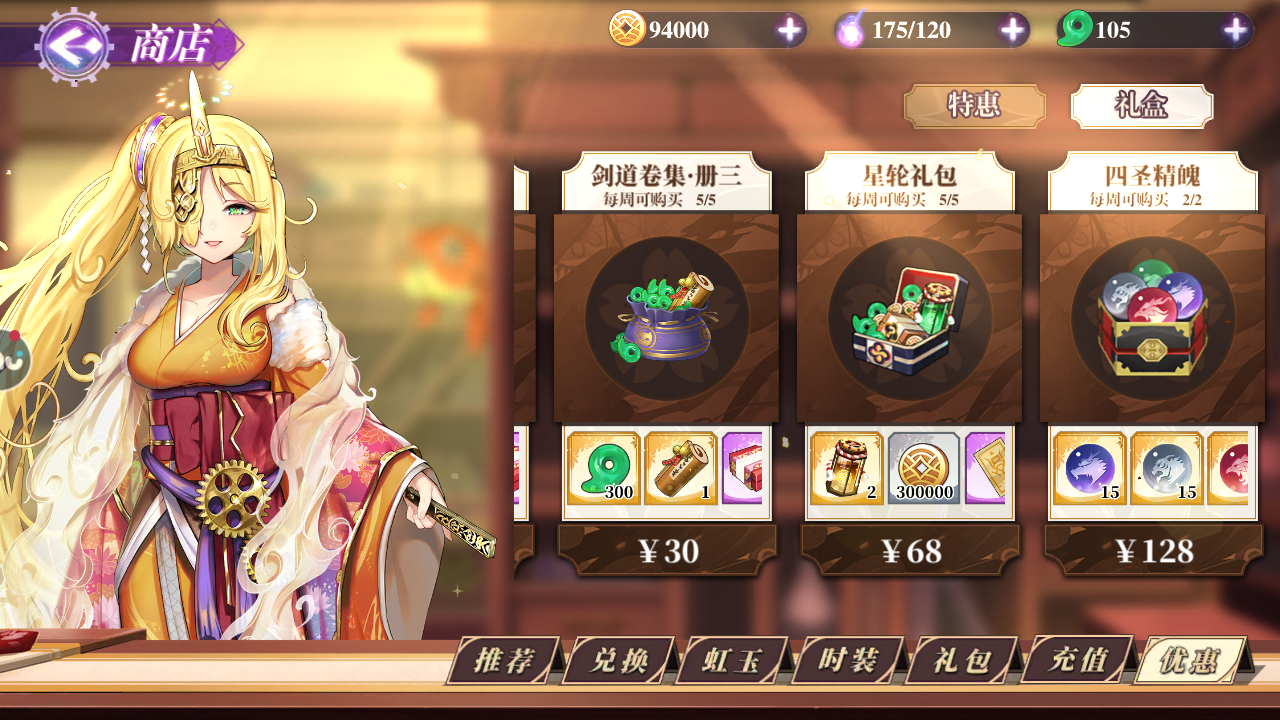 商店
94000
175/120
105
特惠
礼盒
剑道卷集·册三
每周可购买 5/5
300
1
¥30
星轮礼包
每周可购买 5/5
2
300000
¥68
四圣精魄
每周可购买 2/2
15
15
¥128
推荐
兑换
虹玉
时装
礼包
充值
优惠